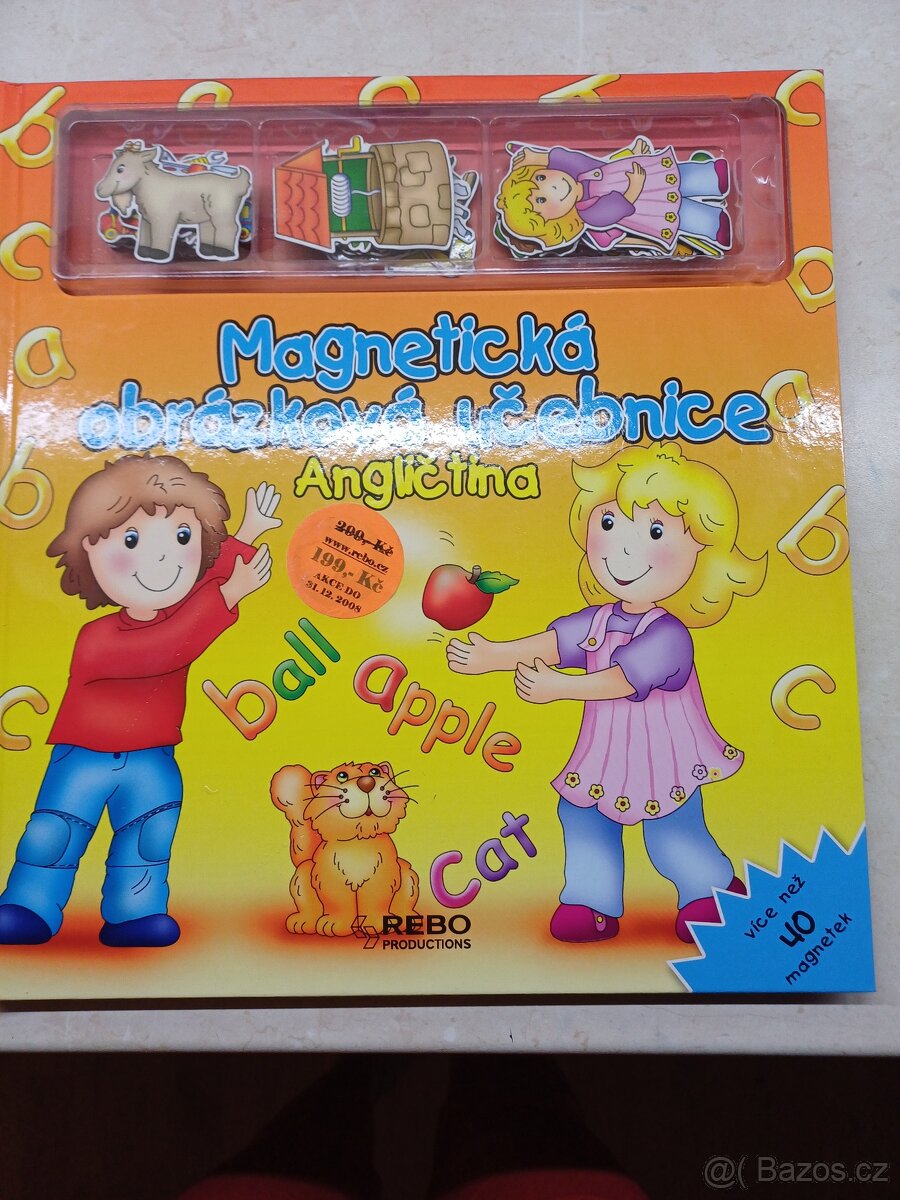 Magnetická
obrázková učebnice
Angličtina
299,- Kč
www.rebo.cz
199,- Kč
AKCE DO
31.12.2008
ball
apple
cat
REBO
PRODUCTIONS
více než
40
magnetek
@( Bazos.cz